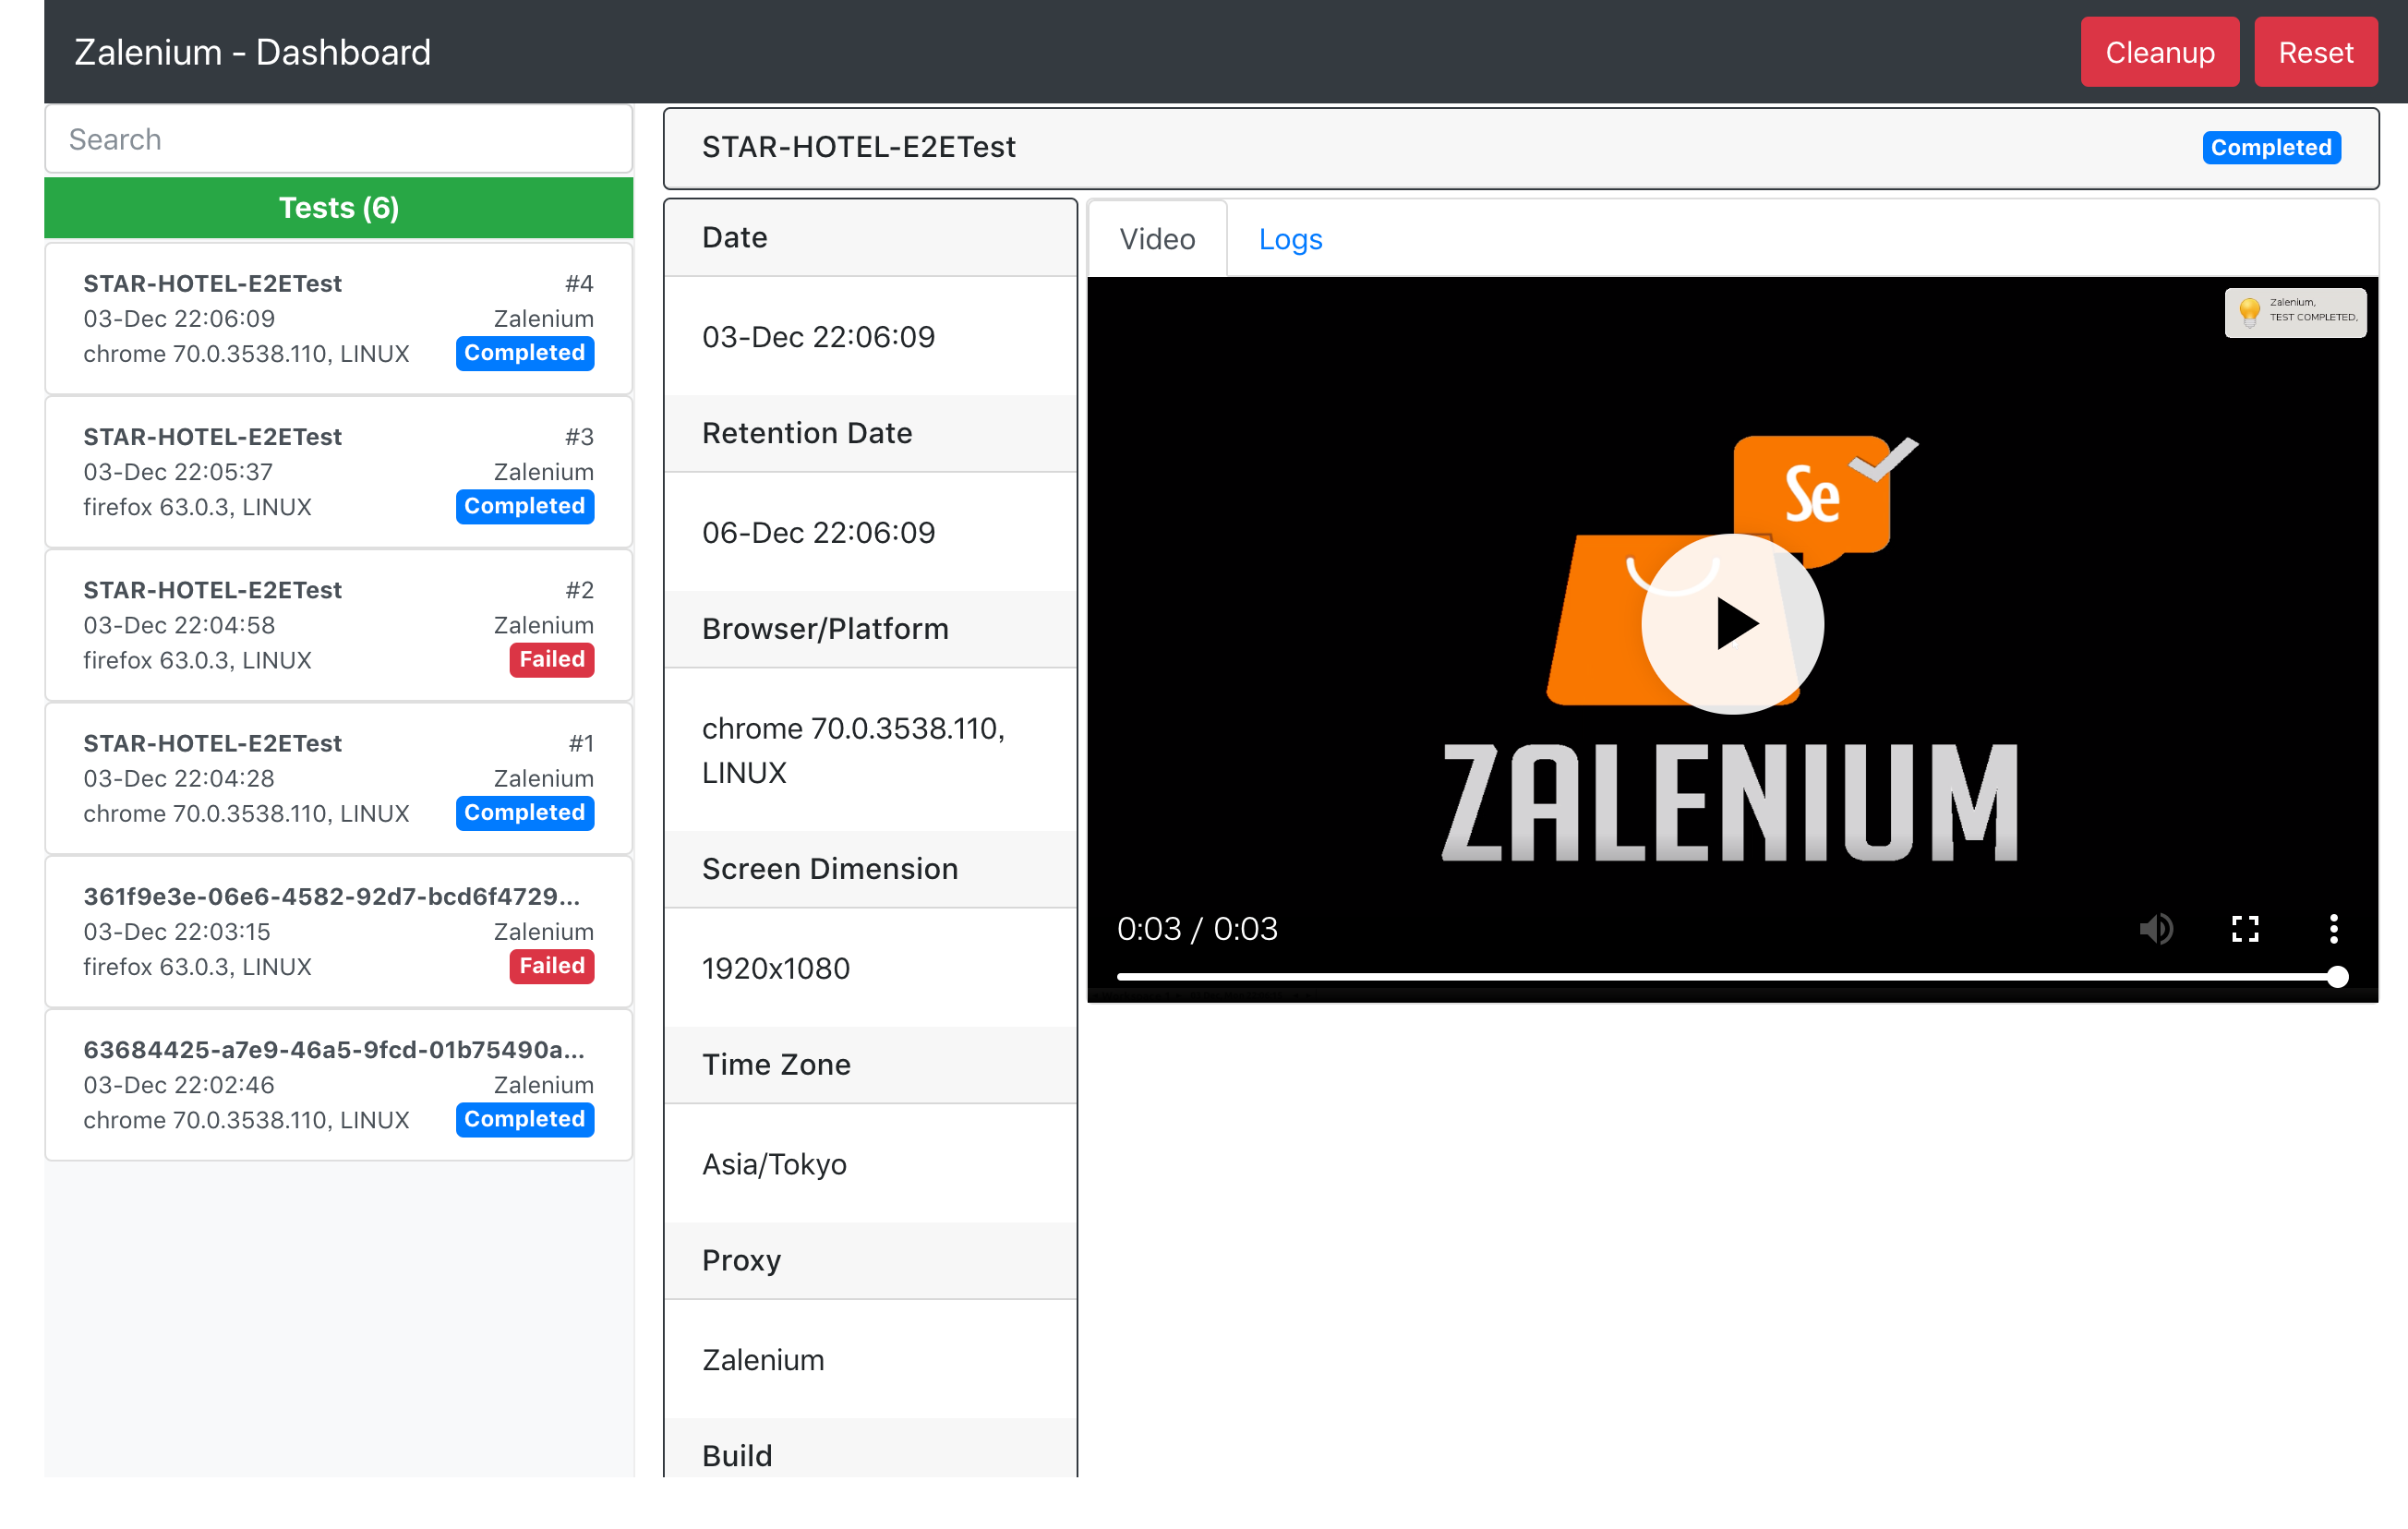 Zalenium - Dashboard
Cleanup
Reset
Search
Tests (6)
STAR-HOTEL-E2ETest #4
03-Dec 22:06:09 Zalenium
chrome 70.0.3538.110, LINUX Completed
STAR-HOTEL-E2ETest #3
03-Dec 22:05:37 Zalenium
firefox 63.0.3, LINUX Completed
STAR-HOTEL-E2ETest #2
03-Dec 22:04:58 Zalenium
firefox 63.0.3, LINUX Failed
STAR-HOTEL-E2ETest #1
03-Dec 22:04:28 Zalenium
chrome 70.0.3538.110, LINUX Completed
361f9e3e-06e6-4582-92d7-bcd6f4729...
03-Dec 22:03:15 Zalenium
firefox 63.0.3, LINUX Failed
63684425-a7e9-46a5-9fcd-01b75490a...
03-Dec 22:02:46 Zalenium
chrome 70.0.3538.110, LINUX Completed
STAR-HOTEL-E2ETest Completed
Date
03-Dec 22:06:09
Retention Date
06-Dec 22:06:09
Browser/Platform
chrome 70.0.3538.110,
LINUX
Screen Dimension
1920x1080
Time Zone
Asia/Tokyo
Proxy
Zalenium
Build
Video Logs
Zalenium,
TEST COMPLETED,
Se
ZALENIUM
0:03 / 0:03